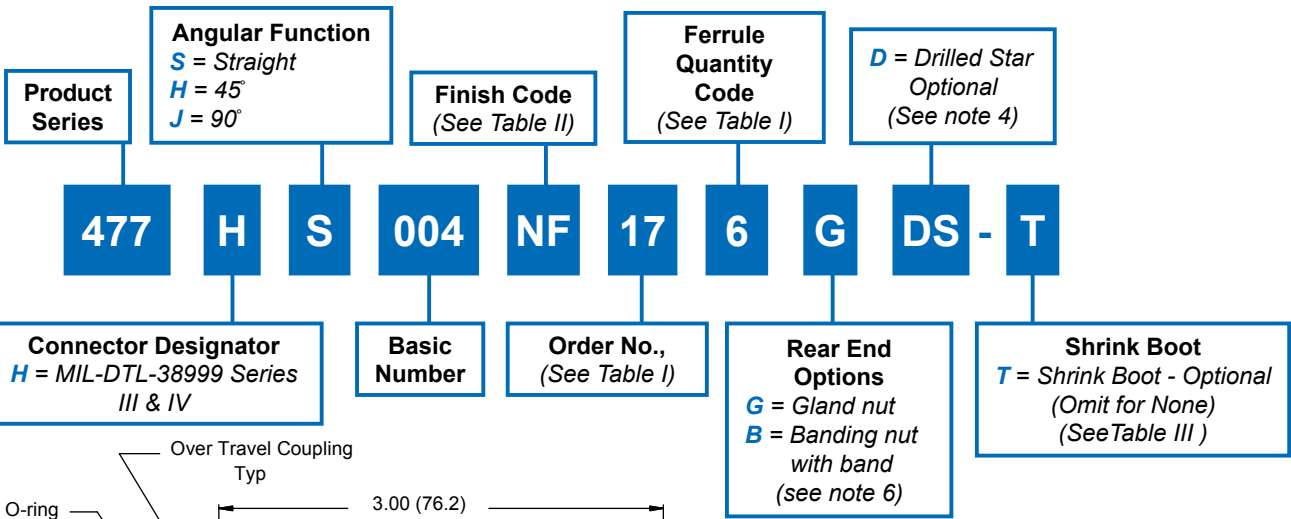 Product
Series
Angular Function
S = Straight
H = 45°
J = 90°
Finish Code
(See Table II)
Ferrule
Quantity
Code
(See Table I)
D = Drilled Star
Optional
(See note 4)
477 H S 004 NF 17 6 G DS - T
Connector Designator
H = MIL-DTL-38999 Series
III & IV
Basic
Number
Order No.,
(See Table I)
Rear End
Options
G = Gland nut
B = Banding nut
with band
(see note 6)
Shrink Boot
T = Shrink Boot - Optional
(Omit for None)
(SeeTable III )
Over Travel Coupling
Typ
O-ring
3.00 (76.2)